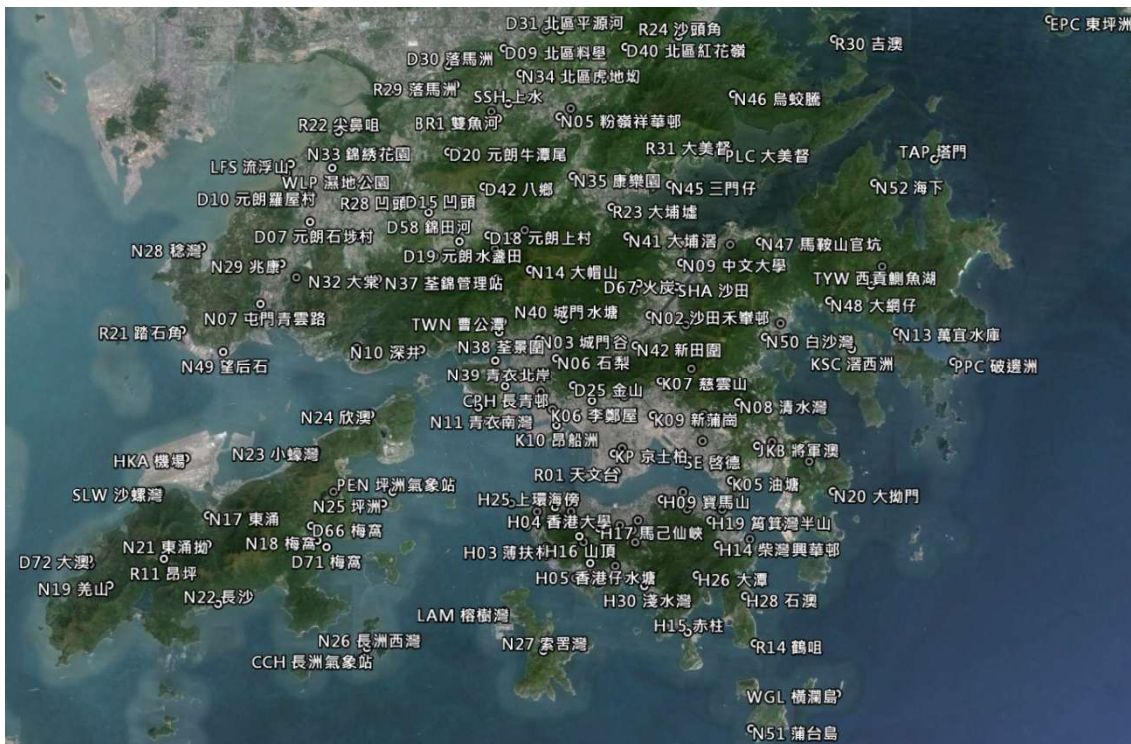 EPC 東坪洲
D31 北區平源河
R24 沙頭角
R30 吉澳
D09 北區料壆
D40 北區紅花嶺
D30 落馬洲
N34 北區虎地坳
R29 落馬洲
SSH 上水
N46 烏蛟騰
R22 尖鼻咀
BR1 雙魚河
N05 粉嶺祥華邨
N33 錦綉花園
D20 元朗牛潭尾
R31 大美督
PLC 大美督
TAP 塔門
LFS 流浮山
WLP 濕地公園
D42 八鄉
N35 康樂園
N45 三門仔
N52 海下
D10 元朗羅屋村
R28 凹頭
D15 凹頭
R23 大埔墟
D58 錦田河
D07 元朗石埗村
D18 元朗上村
N41 大埔滘
N47 馬鞍山官坑
N28 稔灣
D19 元朗水盞田
N29 兆康
N14 大帽山
N09 中文大學
N32 大棠
N37 荃錦管理站
D67 火炭
SHA 沙田
TYW 西貢鰂魚湖
N48 大網仔
N07 屯門青雲路
N40 城門水塘
N02 沙田禾輋邨
R21 踏石角
TWN 曹公潭
N13 萬宜水庫
N10 深井
N38 荃景圍
N03 城門谷
N42 新田圍
N50 白沙灣
N49 望后石
N06 石梨
KSC 滘西洲
PPC 破邊洲
N39 青衣北岸
D25 金山
K07 慈雲山
CPH 長青邨
N08 清水灣
N24 欣澳
N11 青衣南灣
K06 李鄭屋
K09 新蒲崗
K10 昂船洲
JKB 將軍澳
HKA 機場
N23 小蠔灣
KP 京士柏
SE 啓德
R01 天文台
PEN 坪洲氣象站
K05 油塘
SLW 沙螺灣
N25 坪洲
H25 上環海傍
H09 寶馬山
N20 大拗門
N17 東涌
D66 梅窩
H04 香港大學
H17 馬己仙峽
H19 筲箕灣半山
N21 東涌拗
N18 梅窩
H03 薄扶林
H16 山頂
H14 柴灣興華邨
D72 大澳
D71 梅窩
R11 昂坪
H05 香港仔水塘
H26 大潭
N19 羌山
N22 長沙
H30 淺水灣
H28 石澳
LAM 榕樹灣
H15 赤柱
N26 長洲西灣
N27 索罟灣
R14 鶴咀
CCH 長洲氣象站
WGL 橫瀾島
N51 蒲台島